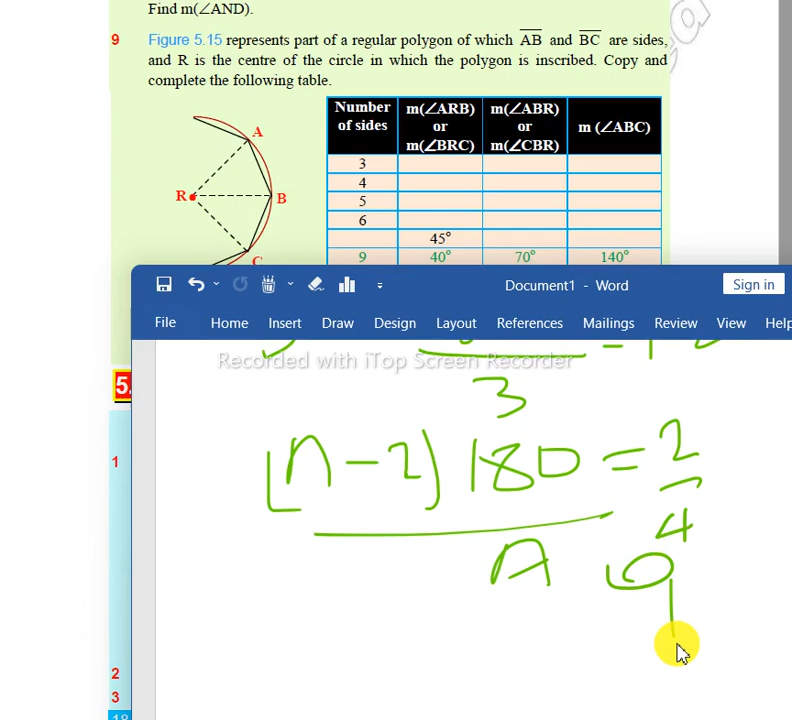 Find m(∠AND).
9 Figure 5.15 represents part of a regular polygon of which AB and BC are sides,
and R is the centre of the circle in which the polygon is inscribed. Copy and
complete the following table.
Number of sides m(∠ARB) or m(∠BRC) m(∠ABR) or m(∠CBR) m (∠ABC)
3
4
5
6
45°
9 40° 70° 140°
A
R
B
C
Document1 - Word
Sign in
File Home Insert Draw Design Layout References Mailings Review View Help
Recorded with iTop Screen Recorder
3
(n-2) 180 = 2
4
n 9
5.
1
2
3
18